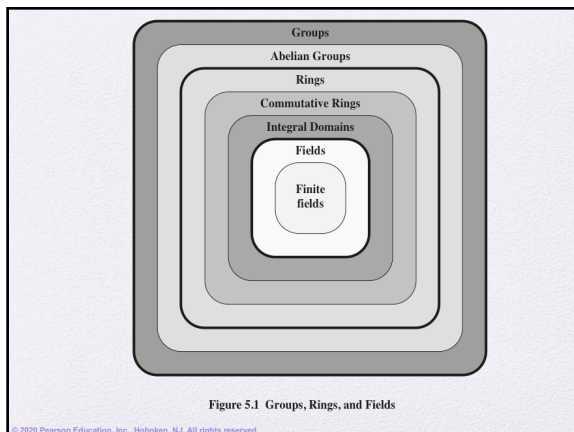 Groups
Abelian Groups
Rings
Commutative Rings
Integral Domains
Fields
Finite
fields
Figure 5.1 Groups, Rings, and Fields
© 2020 Pearson Education, Inc., Hoboken, NJ. All rights reserved.